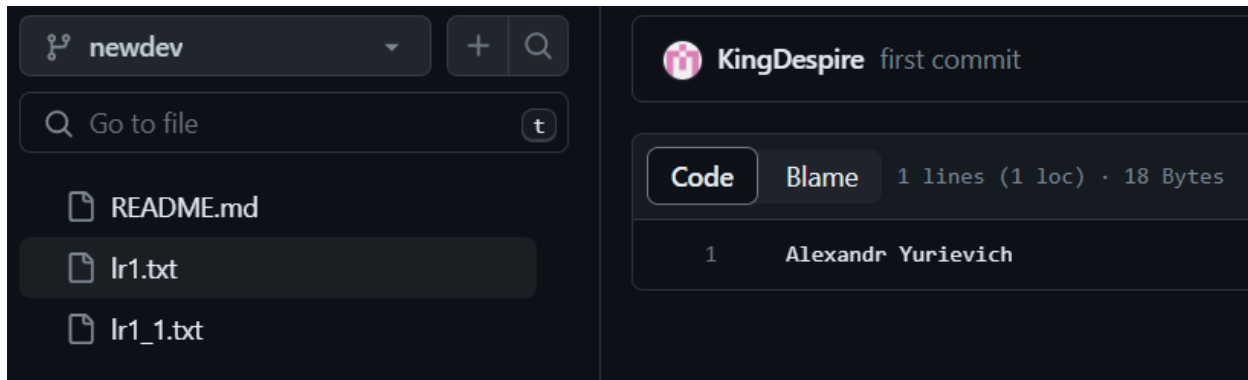 newdev
Go to file
t
README.md
lr1.txt
lr1_1.txt
KingDespire first commit
Code Blame 1 lines (1 loc) · 18 Bytes
1 Alexandr Yurievich